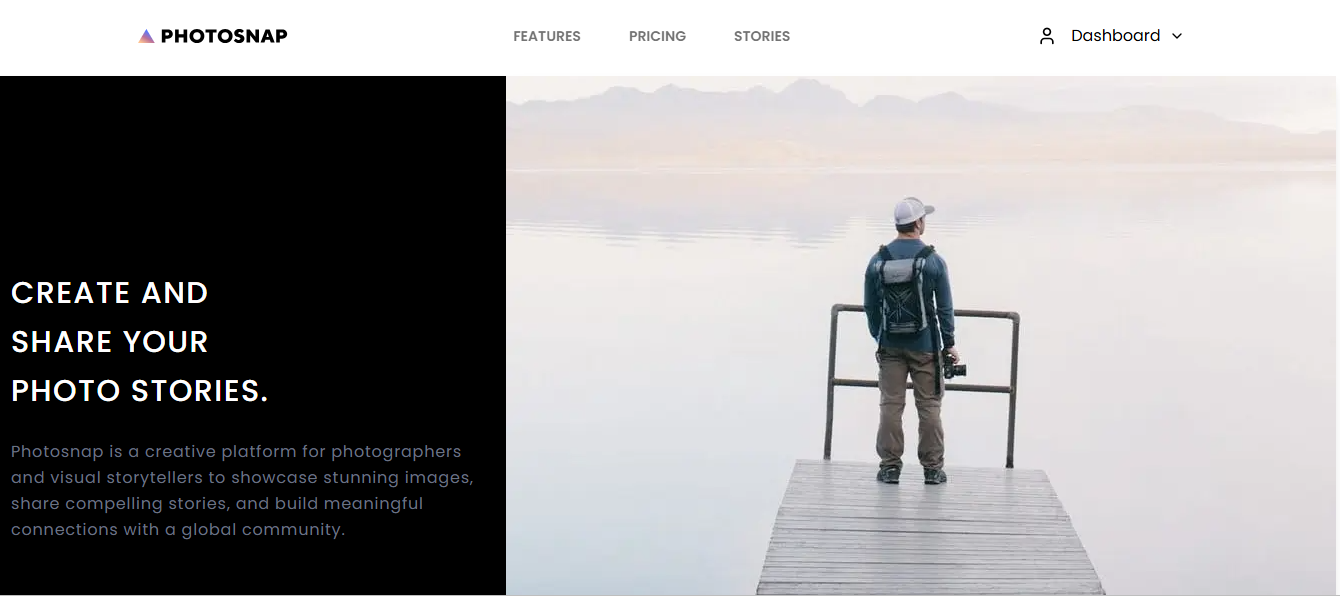 PHOTOSNAP
FEATURES PRICING STORIES
Dashboard
CREATE AND
SHARE YOUR
PHOTO STORIES.
Photosnap is a creative platform for photographers
and visual storytellers to showcase stunning images,
share compelling stories, and build meaningful
connections with a global community.